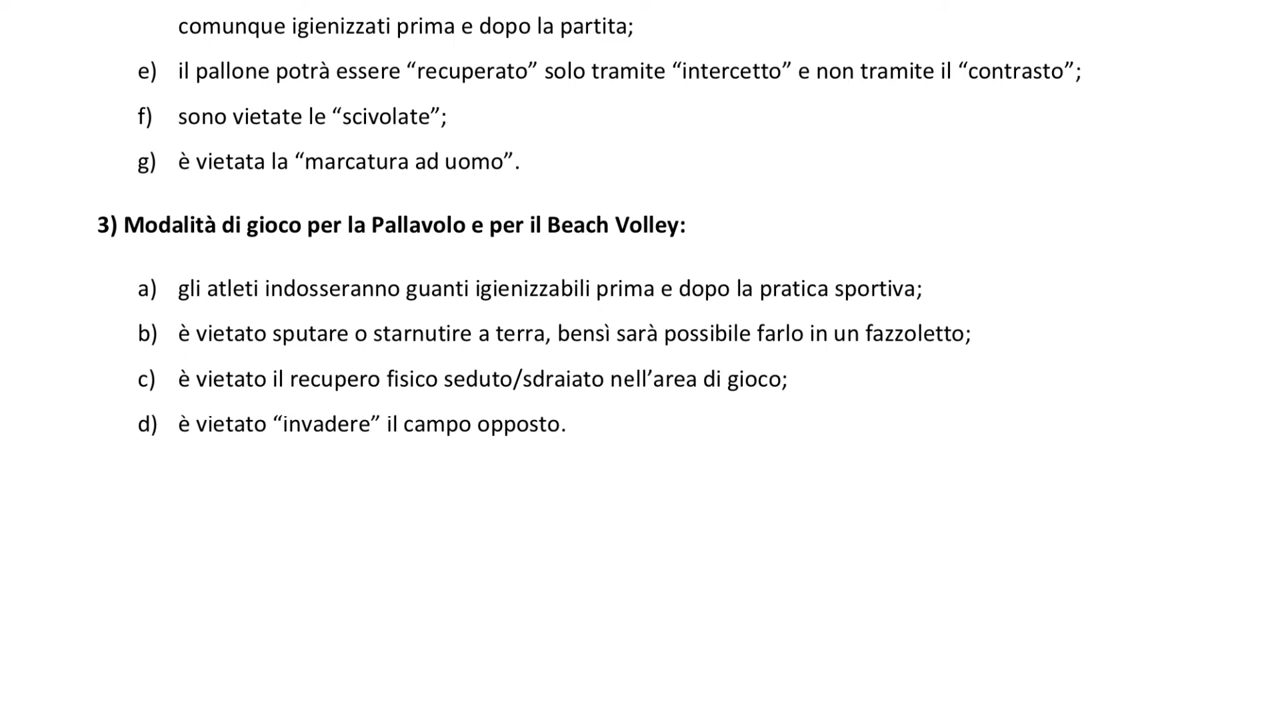 comunque igienizzati prima e dopo la partita;
e) il pallone potrà essere “recuperato” solo tramite “intercetto” e non tramite il “contrasto”;
f) sono vietate le “scivolate”;
g) è vietata la “marcatura ad uomo”.
3) Modalità di gioco per la Pallavolo e per il Beach Volley:
a) gli atleti indosseranno guanti igienizzabili prima e dopo la pratica sportiva;
b) è vietato sputare o starnutire a terra, bensì sarà possibile farlo in un fazzoletto;
c) è vietato il recupero fisico seduto/sdraiato nell’area di gioco;
d) è vietato “invadere” il campo opposto.